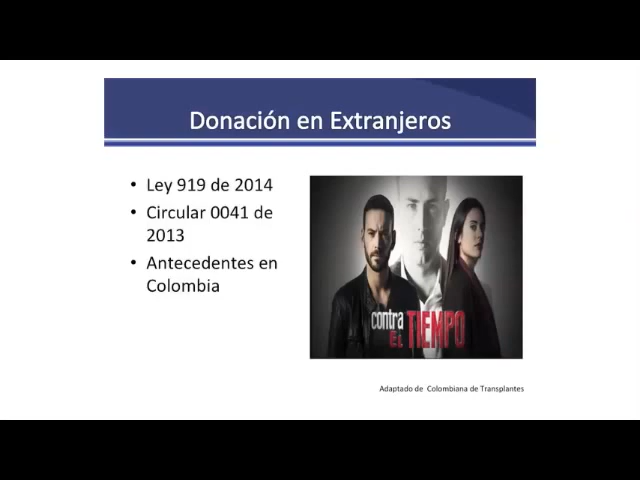 Donación en Extranjeros
• Ley 919 de 2014
• Circular 0041 de
2013
• Antecedentes en
Colombia
contra
EL TIEMPO
Adaptado de Colombiana de Transplantes